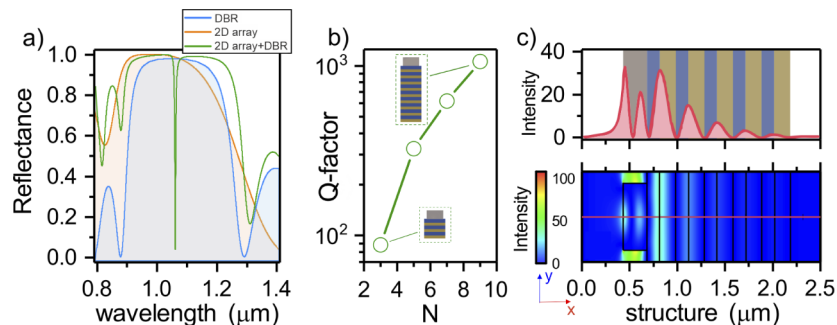 a)
DBR
2D array
2D array+DBR
Reflectance
1.0
0.8
0.6
0.4
0.2
0.0
0.8 1.0 1.2 1.4
wavelength (μm)
b)
Q-factor
10³
10²
2 4 6 8 10
N
c)
Intensity
40
20
0
Intensity
100
50
0
y
x
0.0 0.5 1.0 1.5 2.0 2.5
structure (μm)